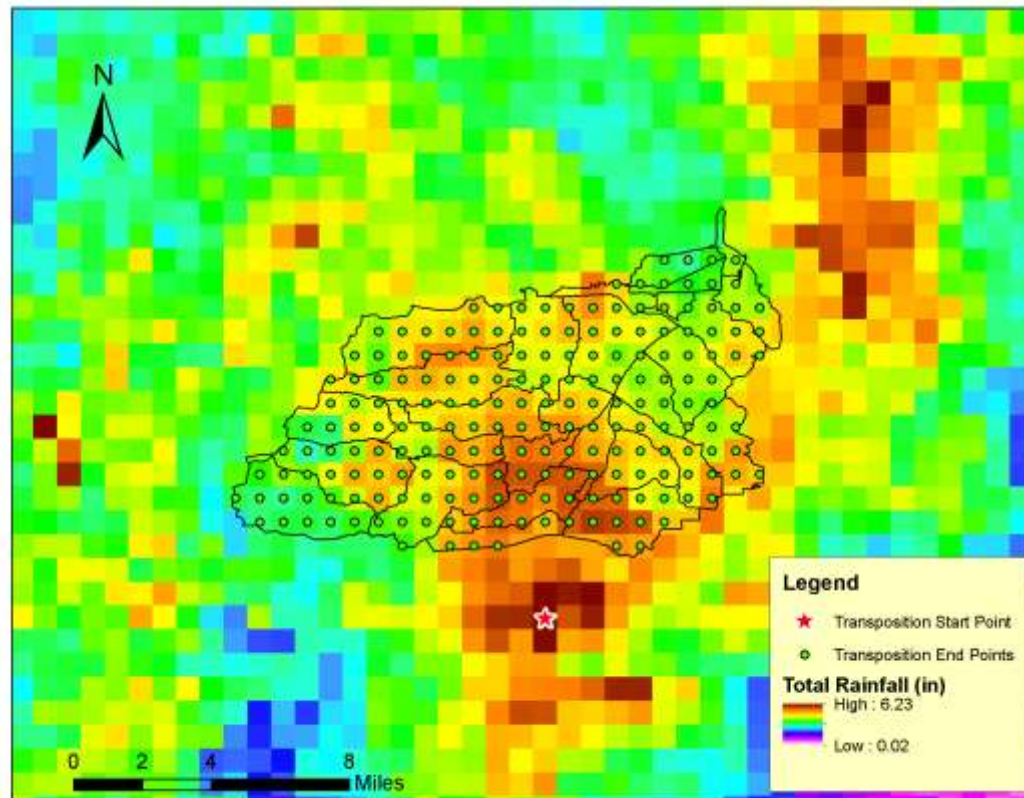 N
Legend
Transposition Start Point
Transposition End Points
Total Rainfall (in)
High : 6.23
Low : 0.02
0 2 4 8
Miles